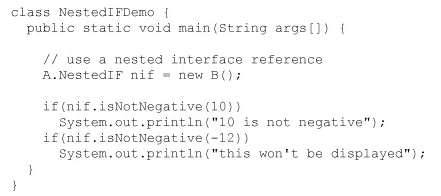 class NestedIFDemo {
  public static void main(String args[]) {

    // use a nested interface reference
    A.NestedIF nif = new B();

    if(nif.isNotNegative(10))
      System.out.println("10 is not negative");
    if(nif.isNotNegative(-12))
      System.out.println("this won't be displayed");
  }
}